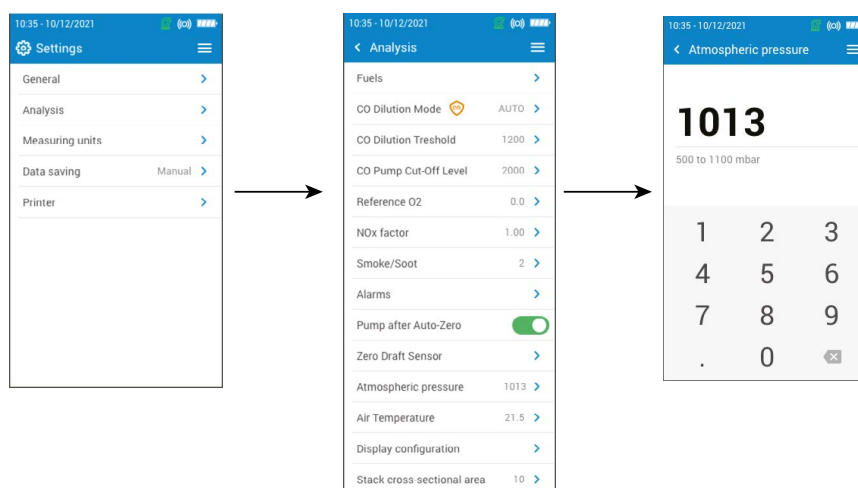 10:35 - 10/12/2021
Settings
General
Analysis
Measuring units
Data saving Manual
Printer
10:35 - 10/12/2021
Analysis
Fuels
CO Dilution Mode AUTO
CO Dilution Treshold 1200
CO Pump Cut-Off Level 2000
Reference O2 0.0
NOx factor 1.00
Smoke/Soot 2
Alarms
Pump after Auto-Zero
Zero Draft Sensor
Atmospheric pressure 1013
Air Temperature 21.5
Display configuration
Stack cross-sectional area 10
10:35 - 10/12/2021
Atmospheric pressure
1013
500 to 1100 mbar
1 2 3
4 5 6
7 8 9
. 0